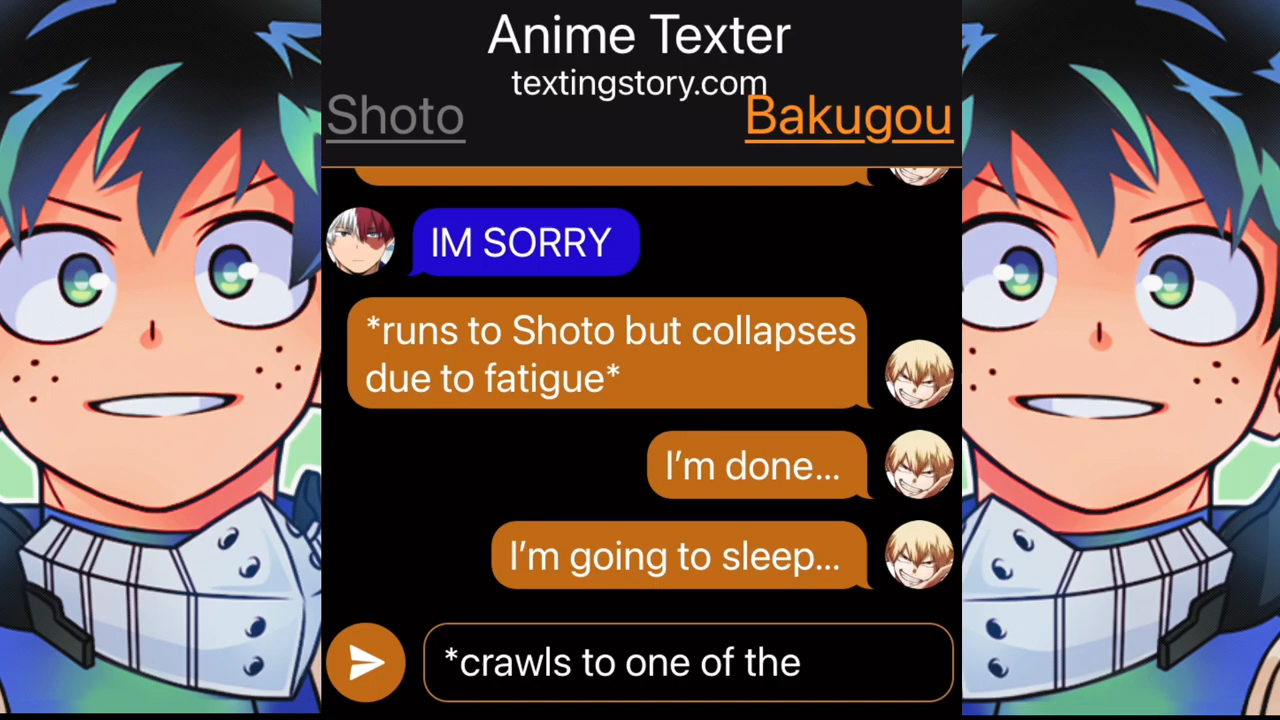 Anime Texter
textingstory.com
Shoto
Bakugou
IM SORRY
*runs to Shoto but collapses
due to fatigue*
I’m done...
I’m going to sleep...
*crawls to one of the